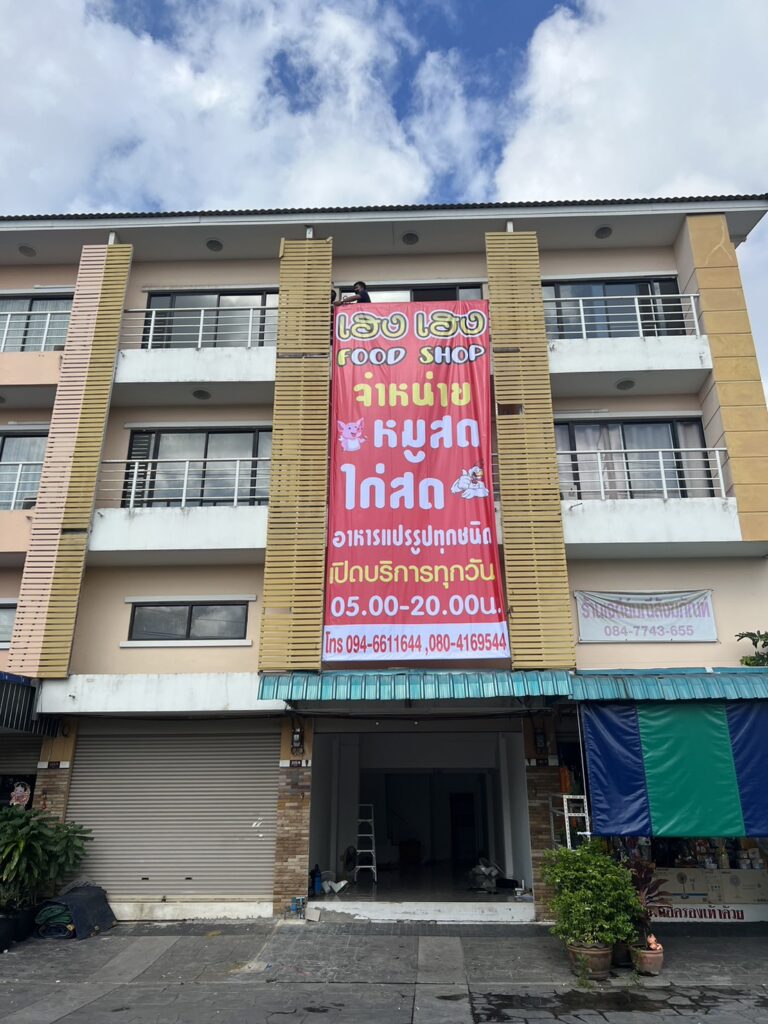 เฮง เฮง
FOOD SHOP
จำหน่าย
หมูสด
ไก่สด
อาหารแปรรูปทุกชนิด
เปิดบริการทุกวัน
05.00-20.00น.
โทร 094-6611644 ,080-4169544
084-7743-655